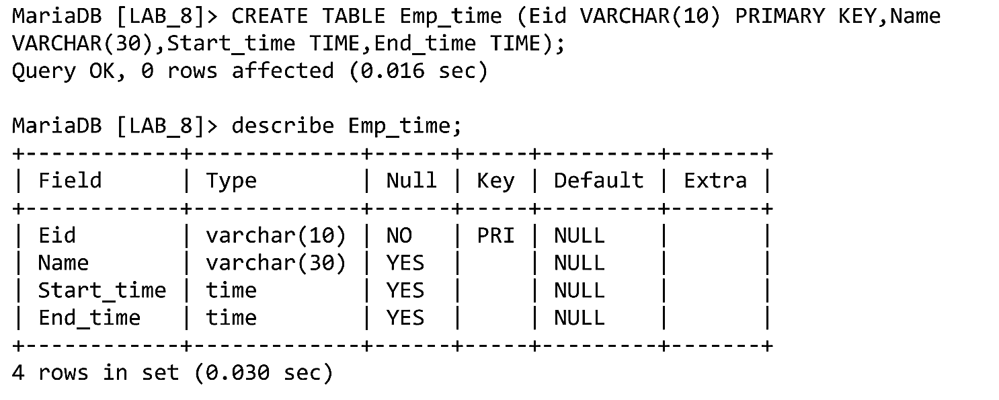 MariaDB [LAB_8]> CREATE TABLE Emp_time (Eid VARCHAR(10) PRIMARY KEY,Name
VARCHAR(30),Start_time TIME,End_time TIME);
Query OK, 0 rows affected (0.016 sec)

MariaDB [LAB_8]> describe Emp_time;
+------------+-------------+------+-----+---------+-------+
| Field      | Type        | Null | Key | Default | Extra |
+------------+-------------+------+-----+---------+-------+
| Eid        | varchar(10) | NO   | PRI | NULL    |       |
| Name       | varchar(30) | YES  |     | NULL    |       |
| Start_time | time        | YES  |     | NULL    |       |
| End_time   | time        | YES  |     | NULL    |       |
+------------+-------------+------+-----+---------+-------+
4 rows in set (0.030 sec)